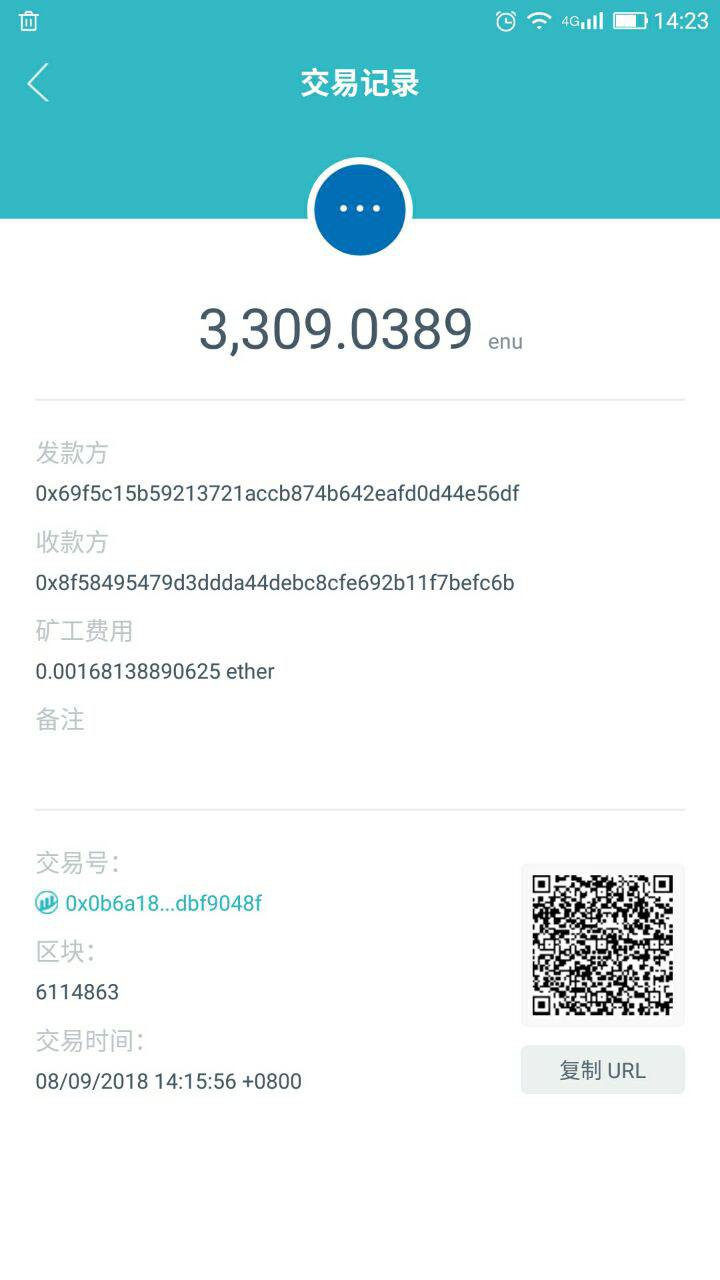 4G 14:23
交易记录
3,309.0389 enu
发款方
0x69f5c15b59213721accb874b642eafd0d44e56df
收款方
0x8f58495479d3ddda44debc8cfe692b11f7befc6b
矿工费用
0.00168138890625 ether
备注
交易号:
0x0b6a18...dbf9048f
区块:
6114863
交易时间:
08/09/2018 14:15:56 +0800
复制 URL